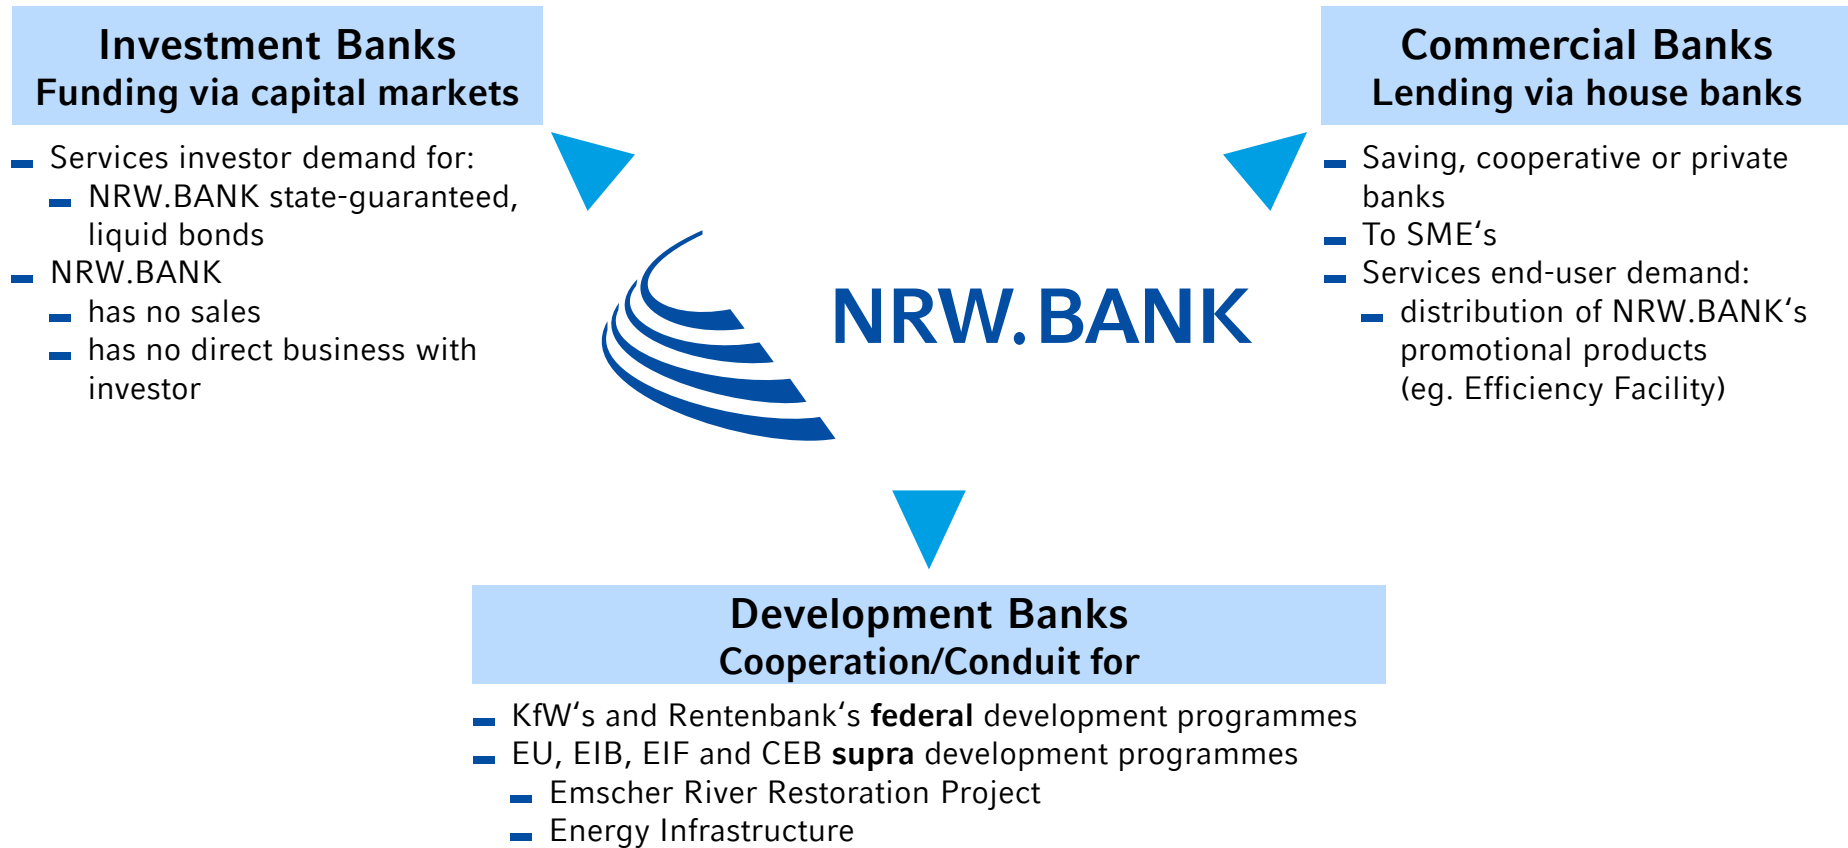 Investment Banks
Funding via capital markets
Services investor demand for:
NRW.BANK state-guaranteed,
liquid bonds
NRW.BANK
has no sales
has no direct business with
investor
Commercial Banks
Lending via house banks
Saving, cooperative or private
banks
To SME‘s
Services end-user demand:
distribution of NRW.BANK‘s
promotional products
(eg. Efficiency Facility)
NRW.BANK
Development Banks
Cooperation/Conduit for
KfW‘s and Rentenbank‘s federal development programmes
EU, EIB, EIF and CEB supra development programmes
Emscher River Restoration Project
Energy Infrastructure